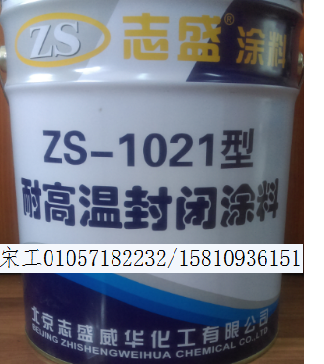 ZS 志盛®涂料
ZS-1021型
耐高温封闭涂料
宋工01057182232/15810936151
北京志盛威华化工有限公司
BEIJING ZHISHENGWEIHUA CHEMICAL CO.,LTD